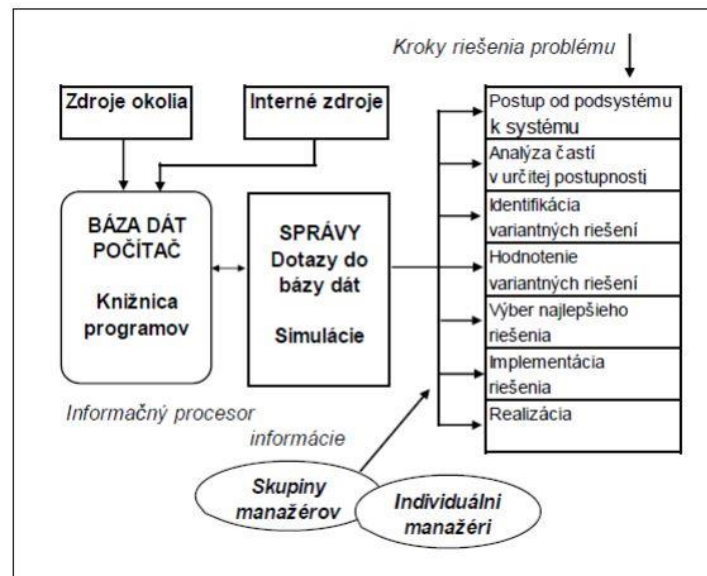 Kroky riešenia problému
Zdroje okolia
Interné zdroje
BÁZA DÁT
POČÍTAČ
Knižnica
programov
SPRÁVY
Dotazy do
bázy dát
Simulácie
Postup od podsystému
k systému
Analýza častí
v určitej postupnosti
Identifikácia
variantných riešení
Hodnotenie
variantných riešení
Výber najlepšieho
riešenia
Implementácia
riešenia
Realizácia
Informačný procesor
informácie
Skupiny
manažérov
Individuálni
manažéri